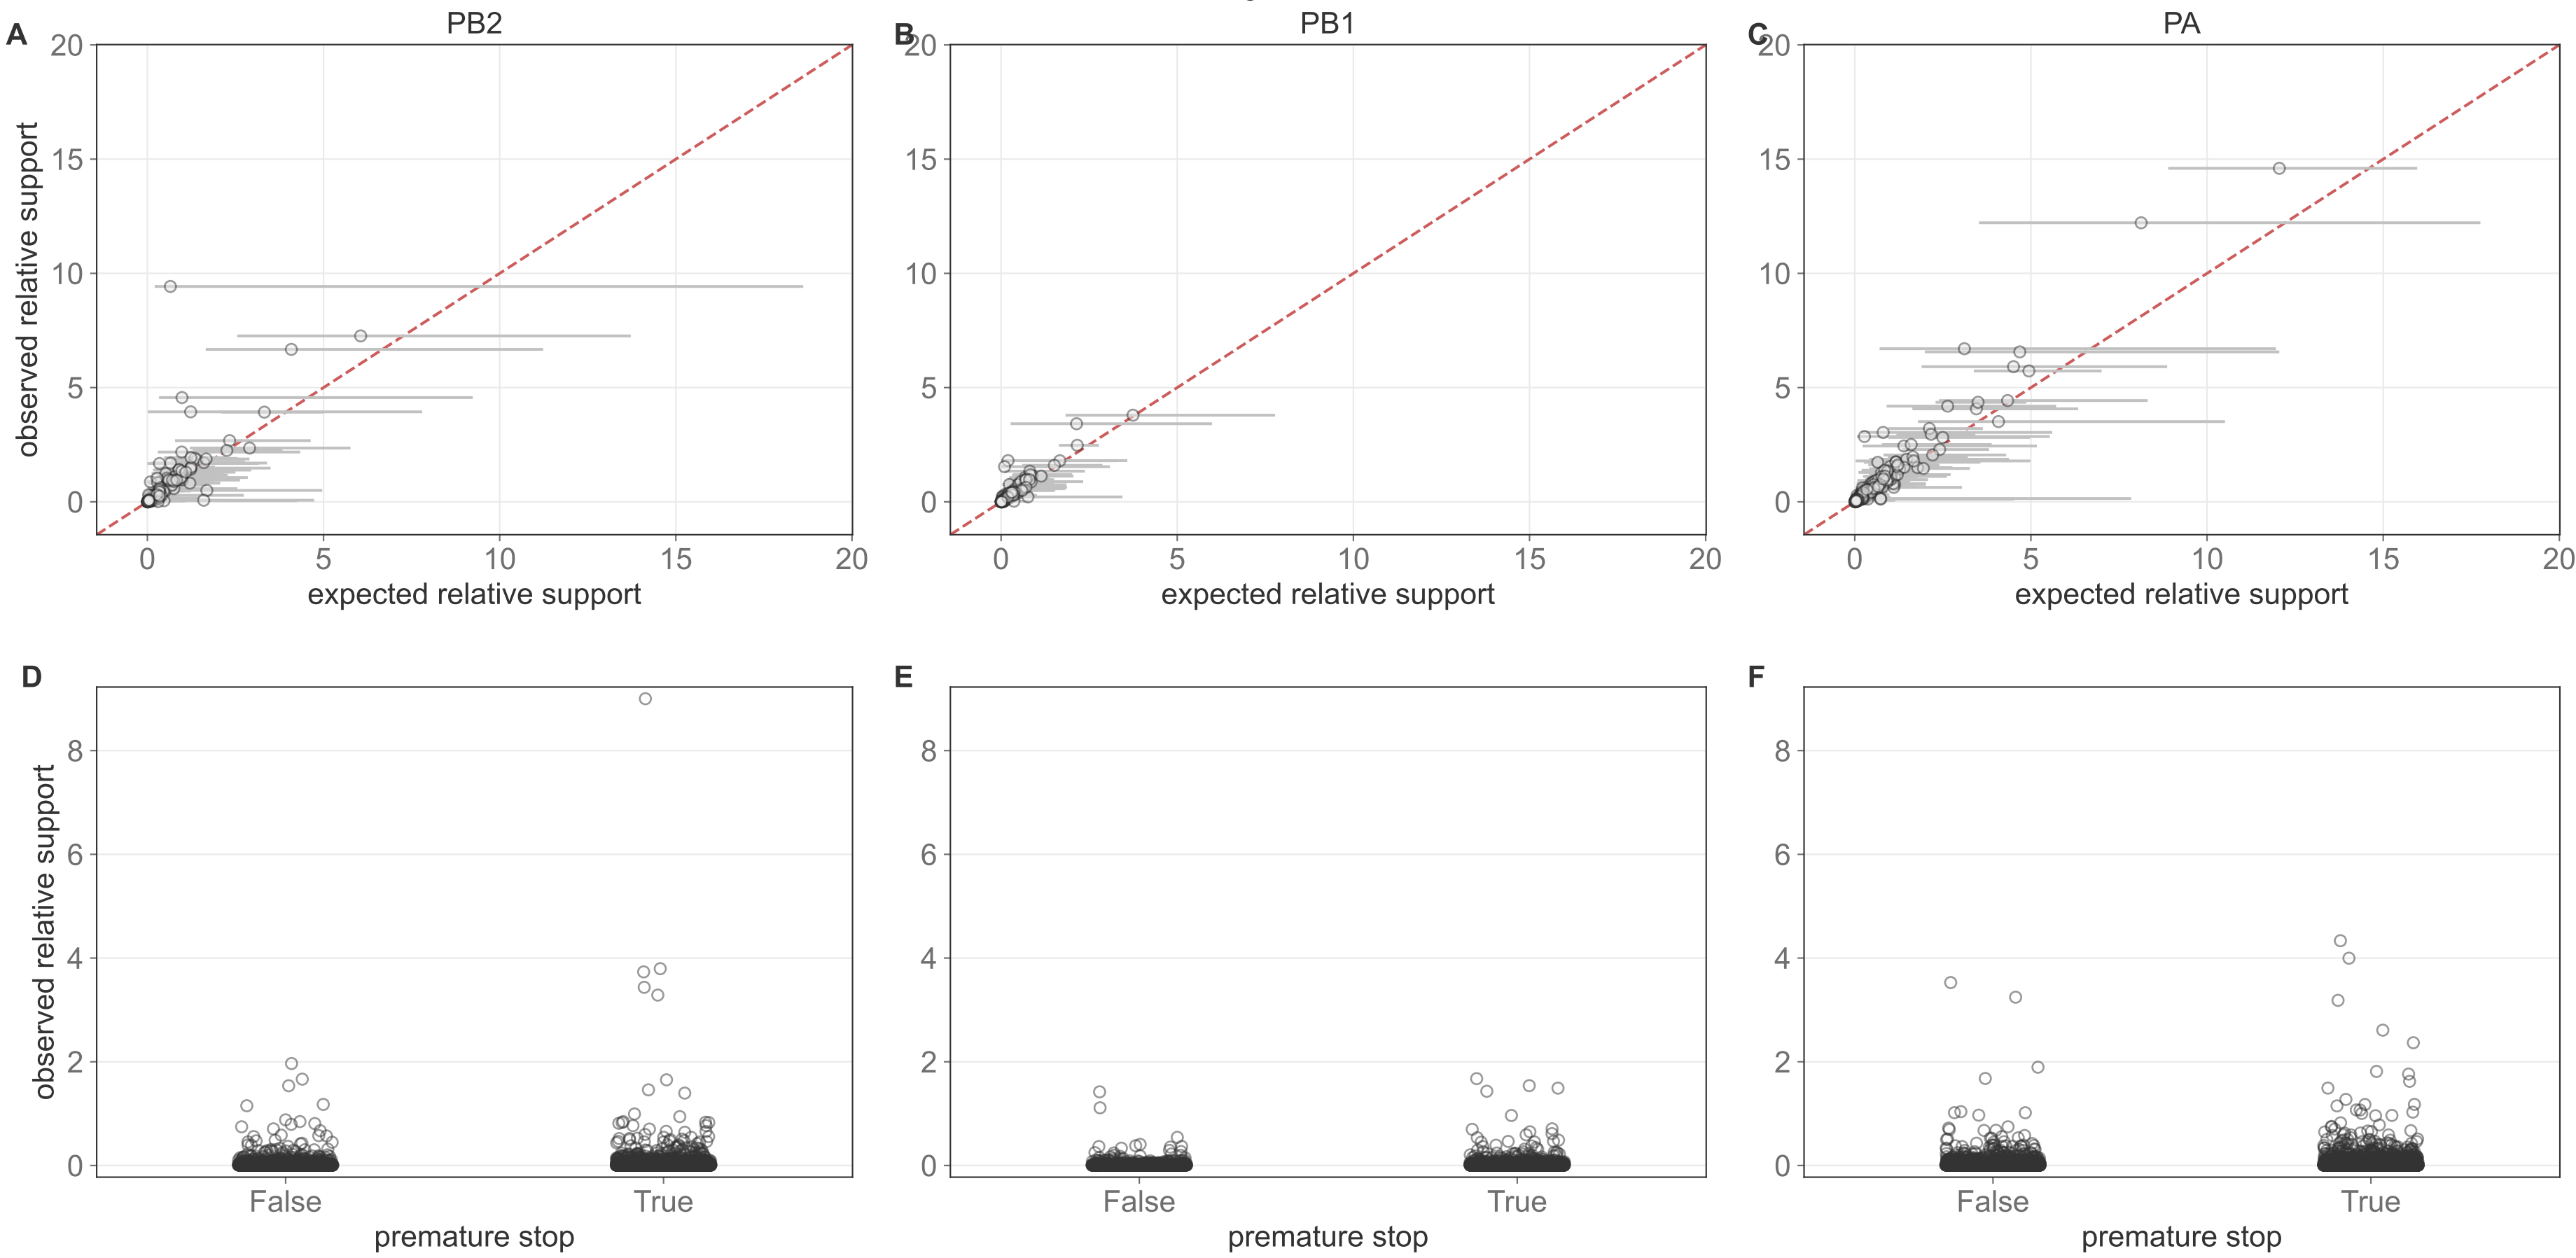 PB2
PB1
PA
A
B
C
20
15
10
5
0
20
15
10
5
0
20
15
10
5
0
observed relative support
0 5 10 15 20
0 5 10 15 20
0 5 10 15 20
expected relative support
expected relative support
expected relative support
D
E
F
8
6
4
2
0
8
6
4
2
0
8
6
4
2
0
observed relative support
False True
False True
False True
premature stop
premature stop
premature stop